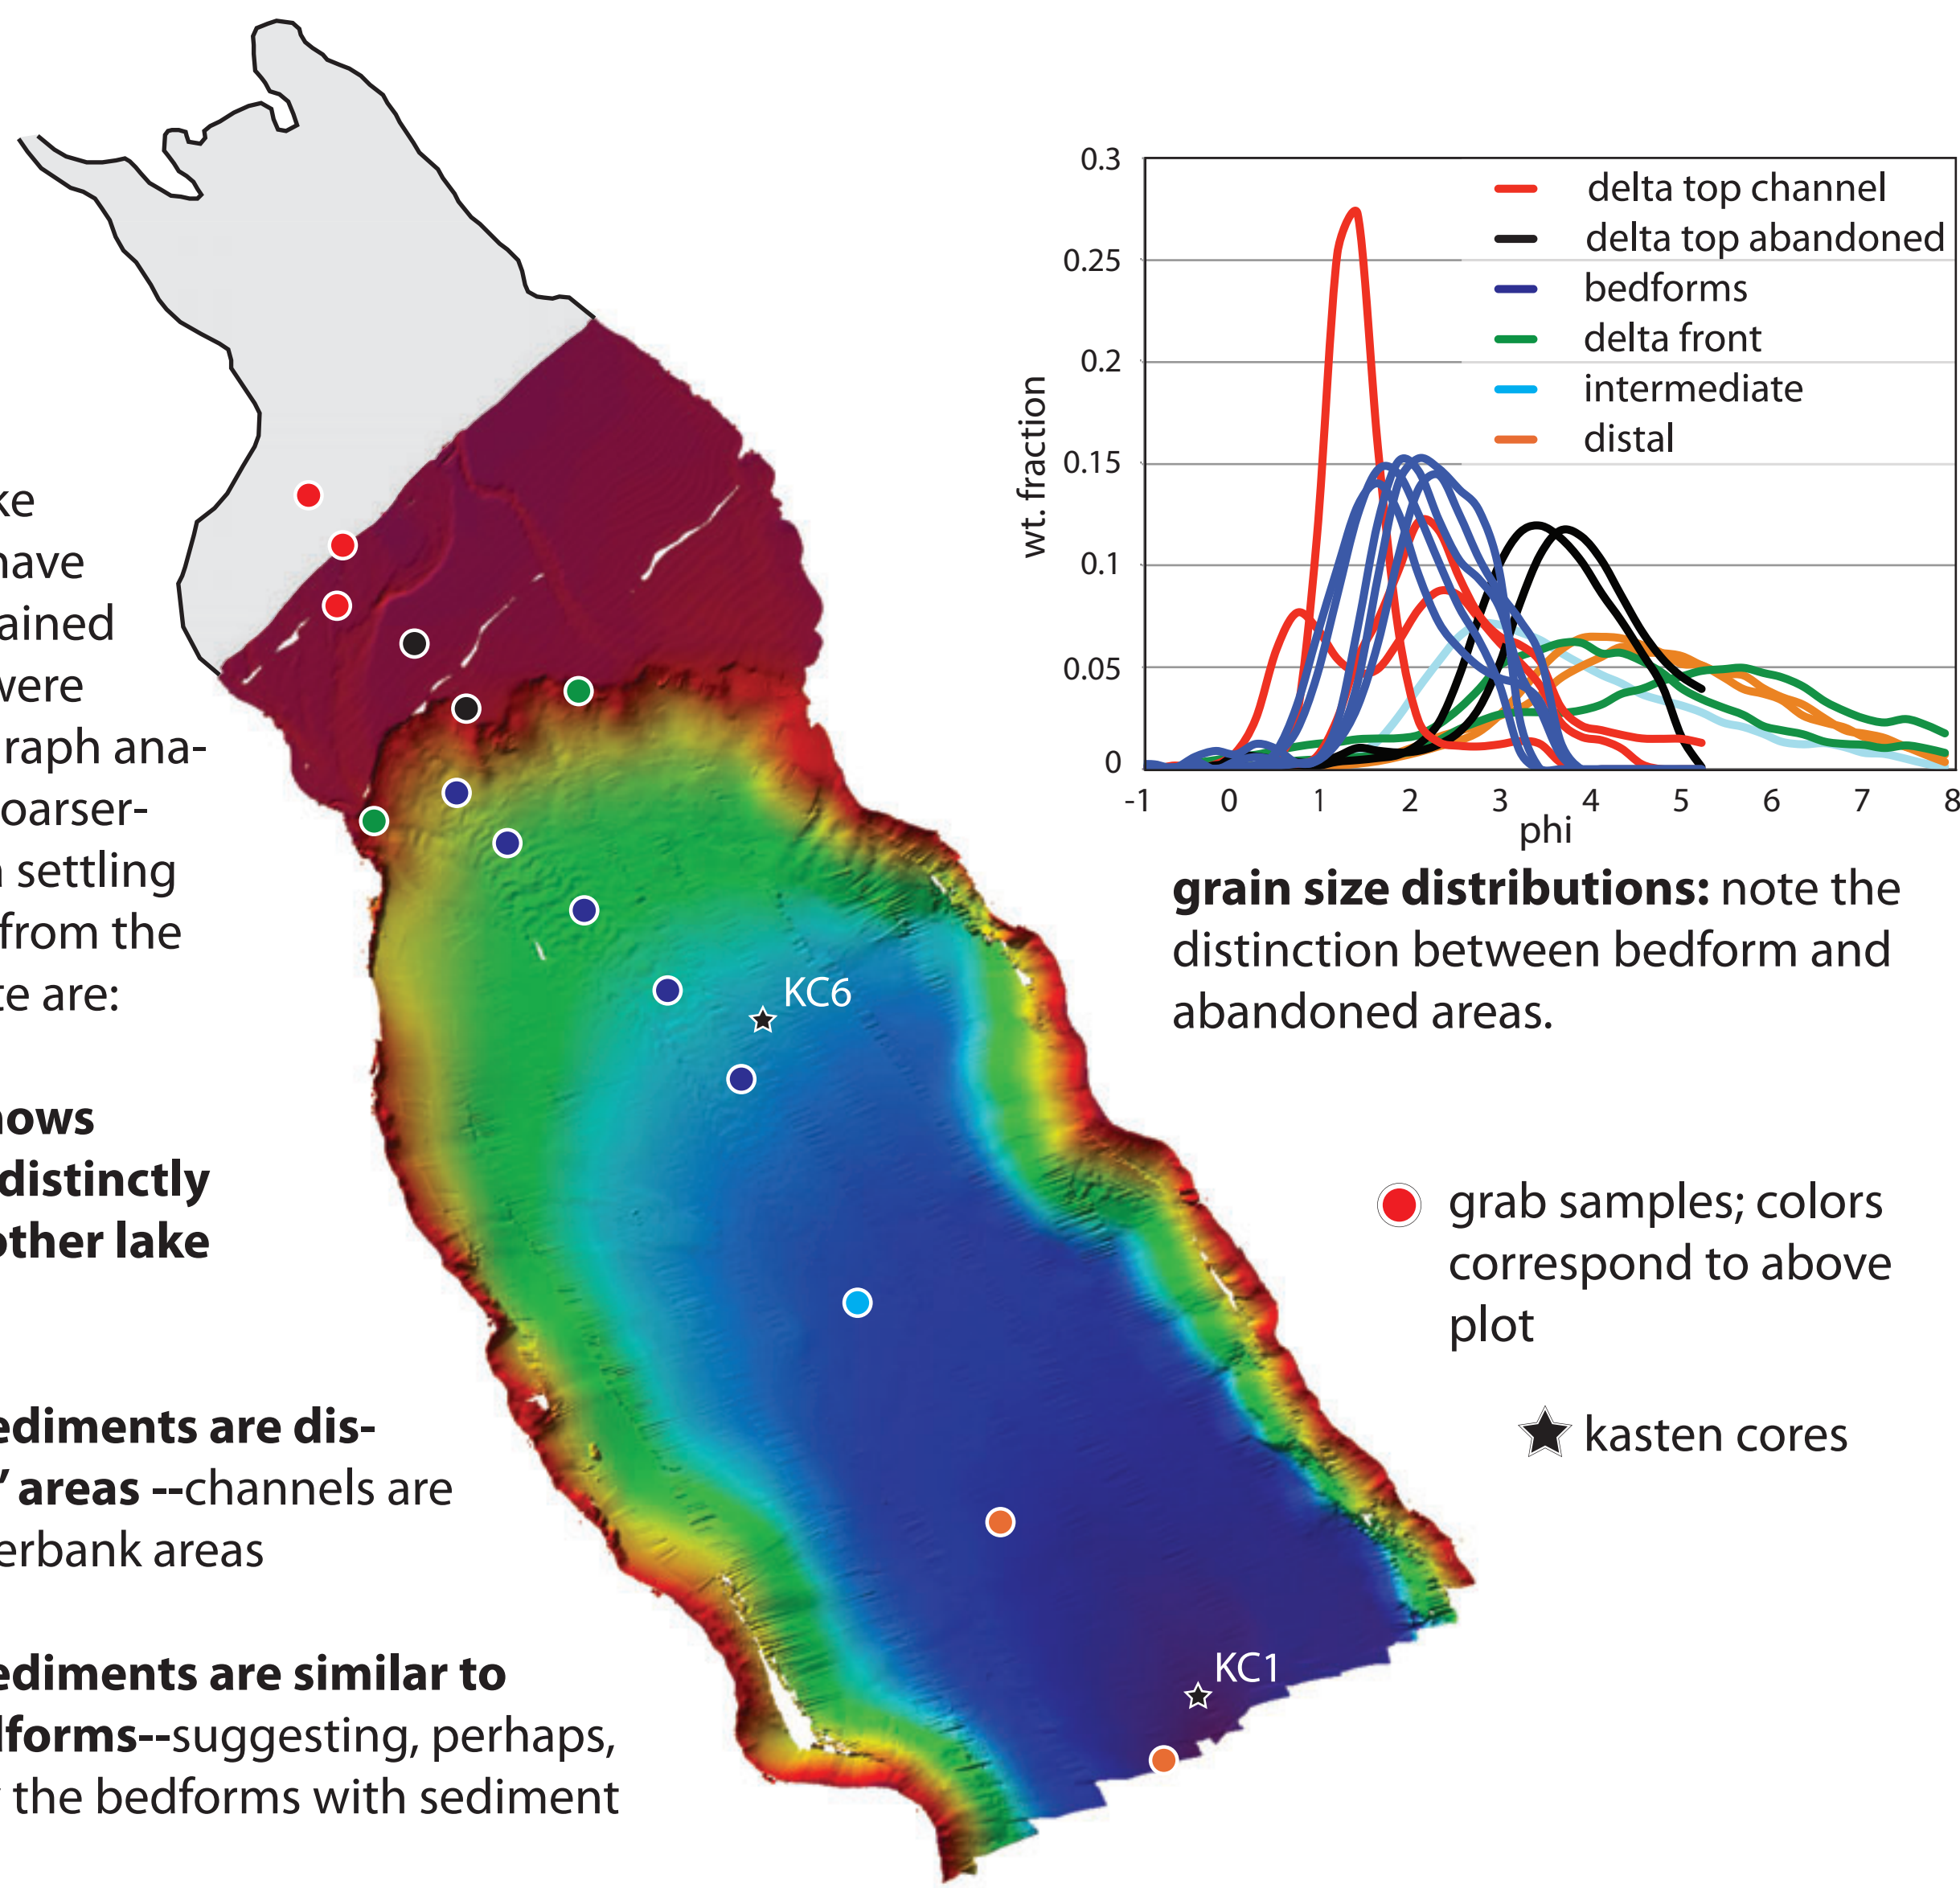 0.3
0.25
0.2
0.15
0.1
0.05
0
wt. fraction
-1 0 1 2 3 4 5 6 7 8
phi
delta top channel
delta top abandoned
bedforms
delta front
intermediate
distal
grain size distributions: note the
distinction between bedform and
abandoned areas.
grab samples; colors
correspond to above
plot
kasten cores
KC6
KC1
ke
have
ained
were
raph ana-
oarser-
settling
from the
te are:
hows
distinctly
other lake
ediments are dis-
' areas --channels are
erbank areas
ediments are similar to
dforms--suggesting, perhaps,
the bedforms with sediment